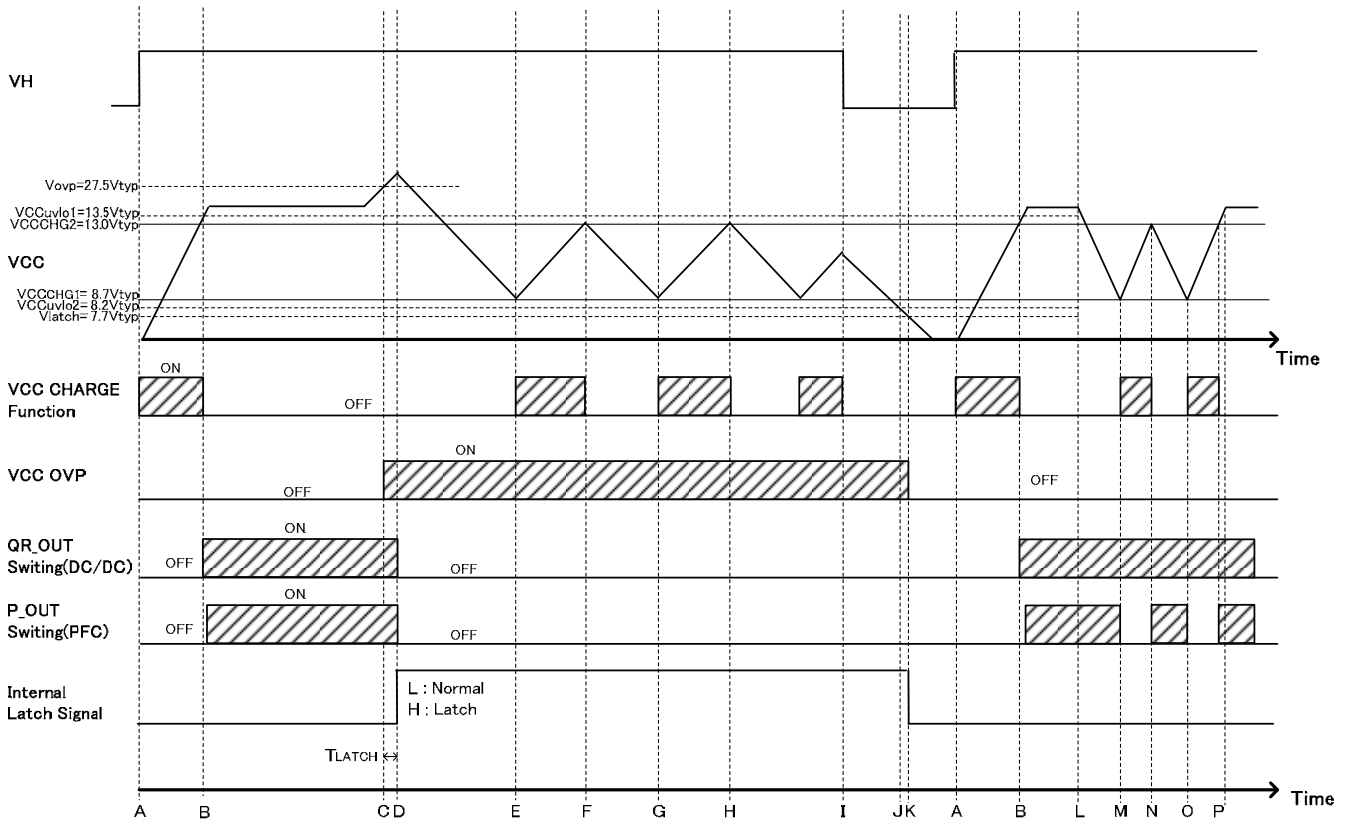 VH
Vovp=27.5Vtyp
VCCuvlo1=13.5Vtyp
VCCCHG2=13.0Vtyp
VCC
VCCCHG1= 8.7Vtyp
VCCuvlo2= 8.2Vtyp
Vlatch= 7.7Vtyp
Time
VCC CHARGE
Function
ON
OFF
VCC OVP
OFF
ON
OFF
QR_OUT
Switing(DC/DC)
OFF
ON
OFF
P_OUT
Switing(PFC)
OFF
ON
OFF
Internal
Latch Signal
L : Normal
H : Latch
TLATCH
Time
A B C D E F G H I J K A B L M N O P